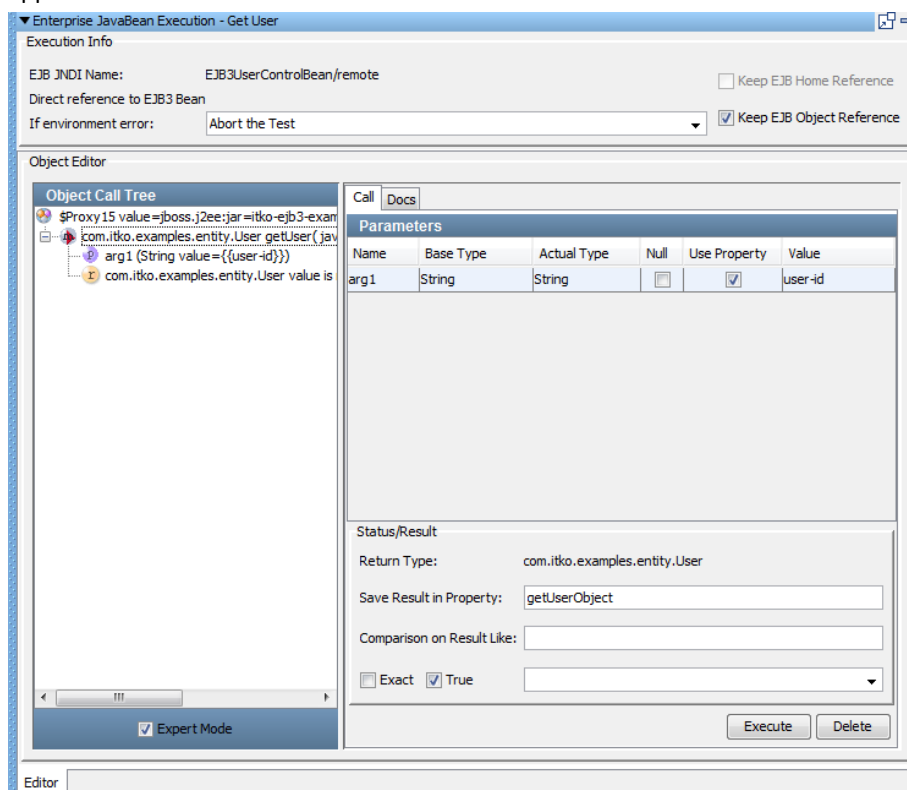 Enterprise JavaBean Execution - Get User
Execution Info
EJB JNDI Name: EJB3UserControlBean/remote
Keep EJB Home Reference
Direct reference to EJB3 Bean
If environment error: Abort the Test
Keep EJB Object Reference
Object Editor
Object Call Tree
$Proxy15 value=jboss.j2ee:jar=itko-ejb3-exam
com.itko.examples.entity.User getUser( jav
arg1 (String value={{user-id}})
com.itko.examples.entity.User value is
Expert Mode
Call Docs
Parameters
Name Base Type Actual Type Null Use Property Value
arg1 String String user-id
Status/Result
Return Type: com.itko.examples.entity.User
Save Result in Property: getUserObject
Comparison on Result Like:
Exact True
Execute Delete
Editor